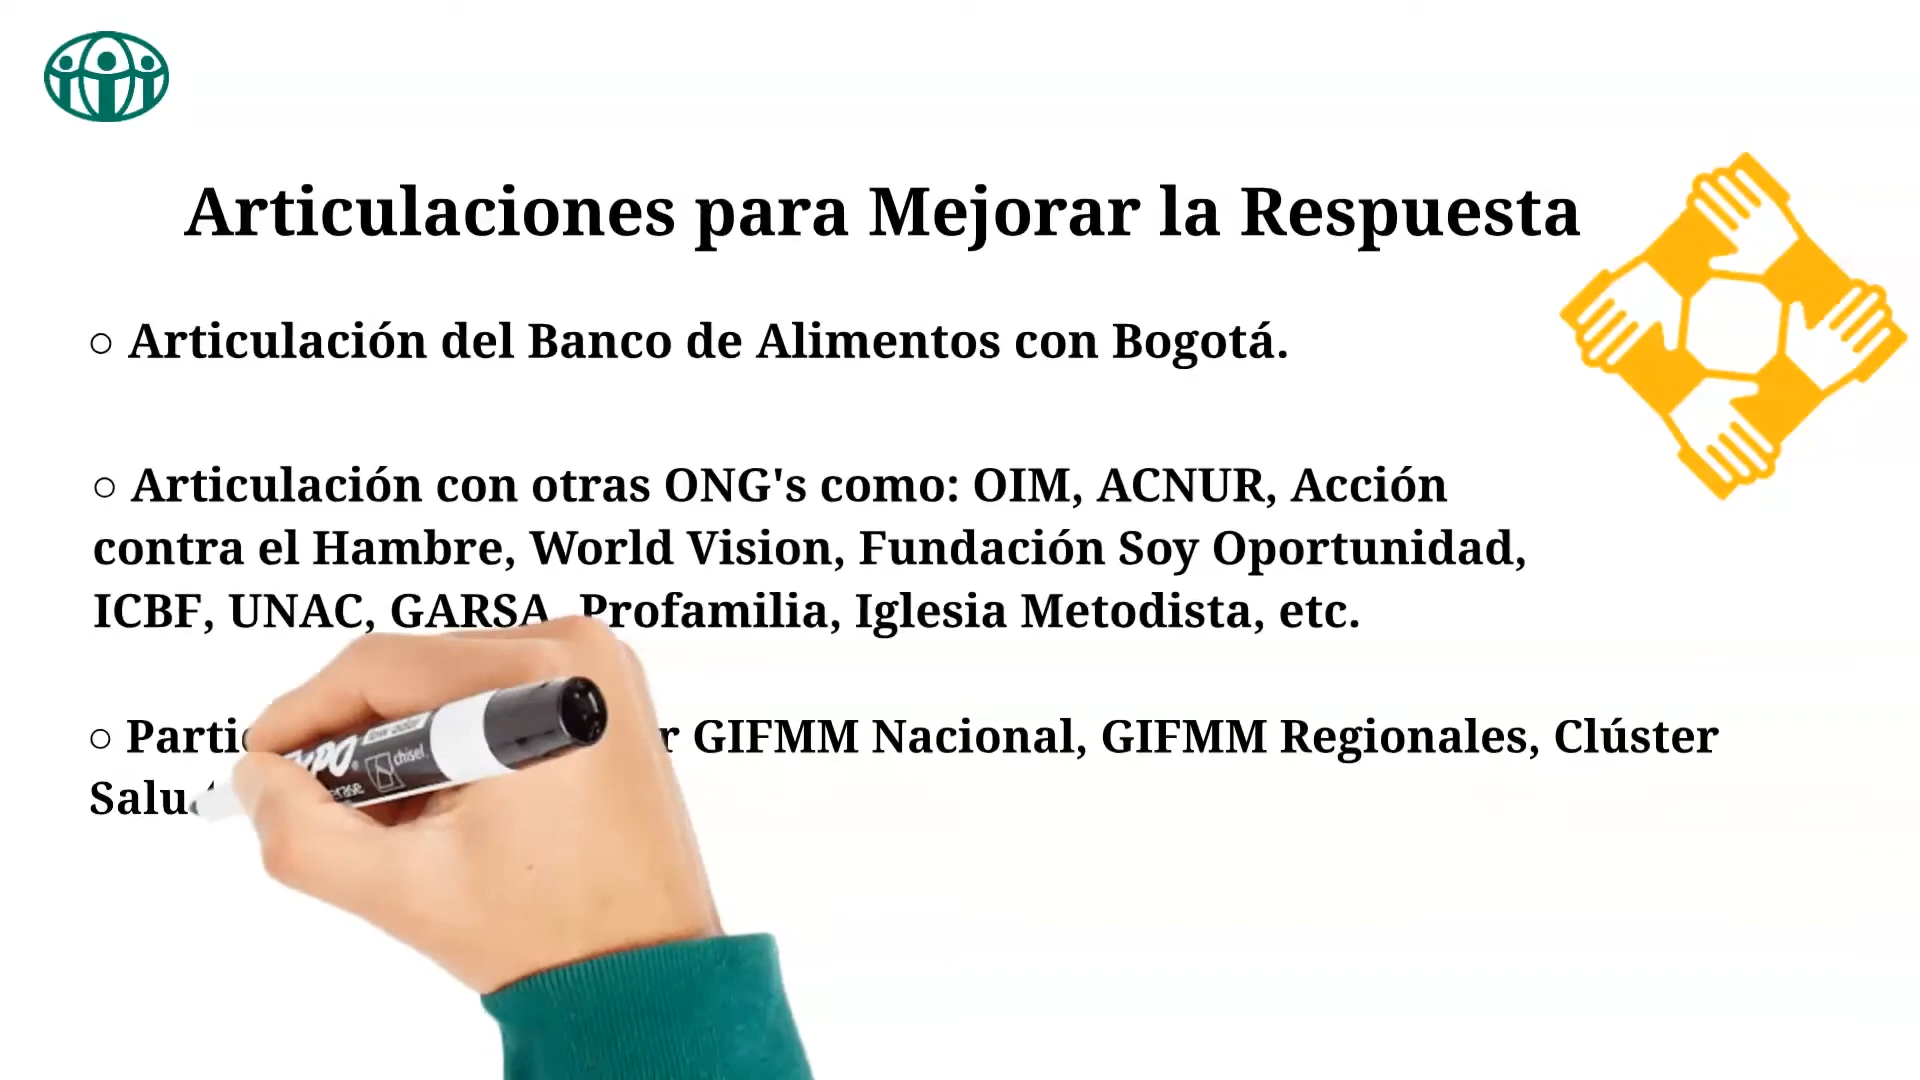 Articulaciones para Mejorar la Respuesta
○ Articulación del Banco de Alimentos con Bogotá.
○ Articulación con otras ONG's como: OIM, ACNUR, Acción
contra el Hambre, World Vision, Fundación Soy Oportunidad,
ICBF, UNAC, GARSA, Profamilia, Iglesia Metodista, etc.
○ GIFMM Nacional, GIFMM Regionales, Clúster
chisel